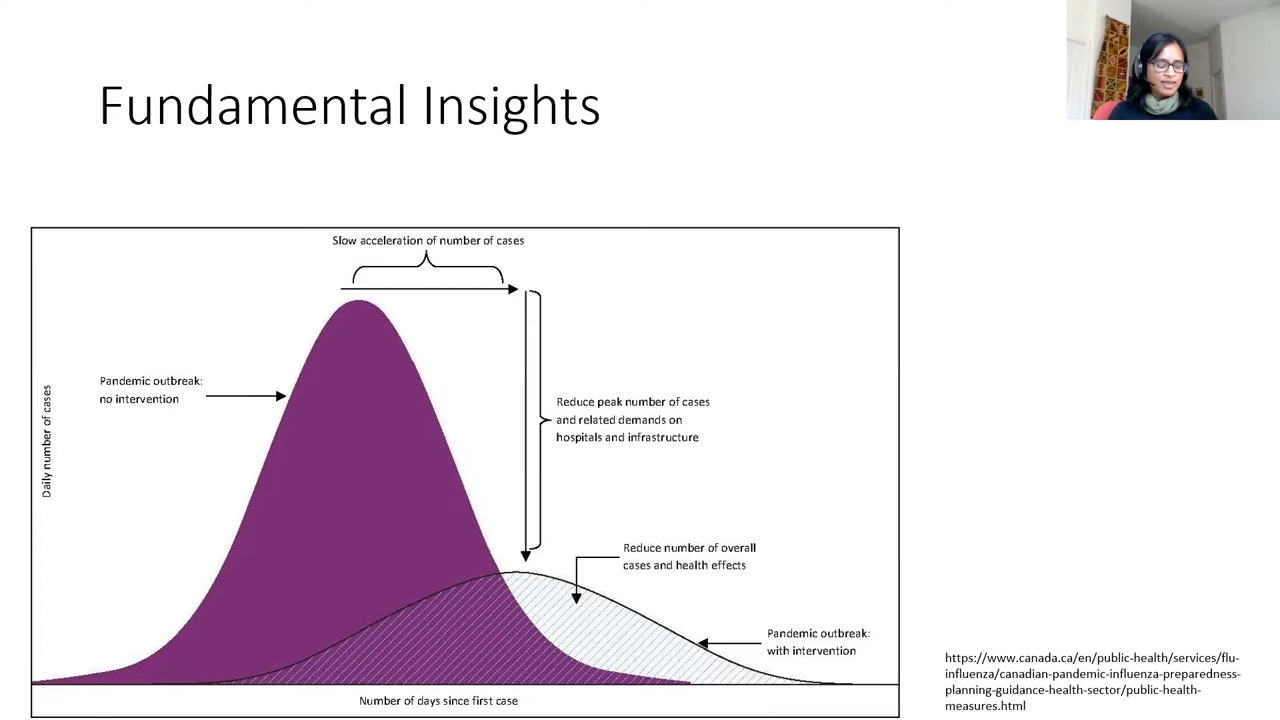 Fundamental Insights
Slow acceleration of number of cases
Pandemic outbreak:
no intervention
Daily number of cases
Reduce peak number of cases
and related demands on
hospitals and infrastructure
Reduce number of overall
cases and health effects
Pandemic outbreak:
with intervention
Number of days since first case
https://www.canada.ca/en/public-health/services/flu-
influenza/canadian-pandemic-influenza-preparedness-
planning-guidance-health-sector/public-health-
measures.html